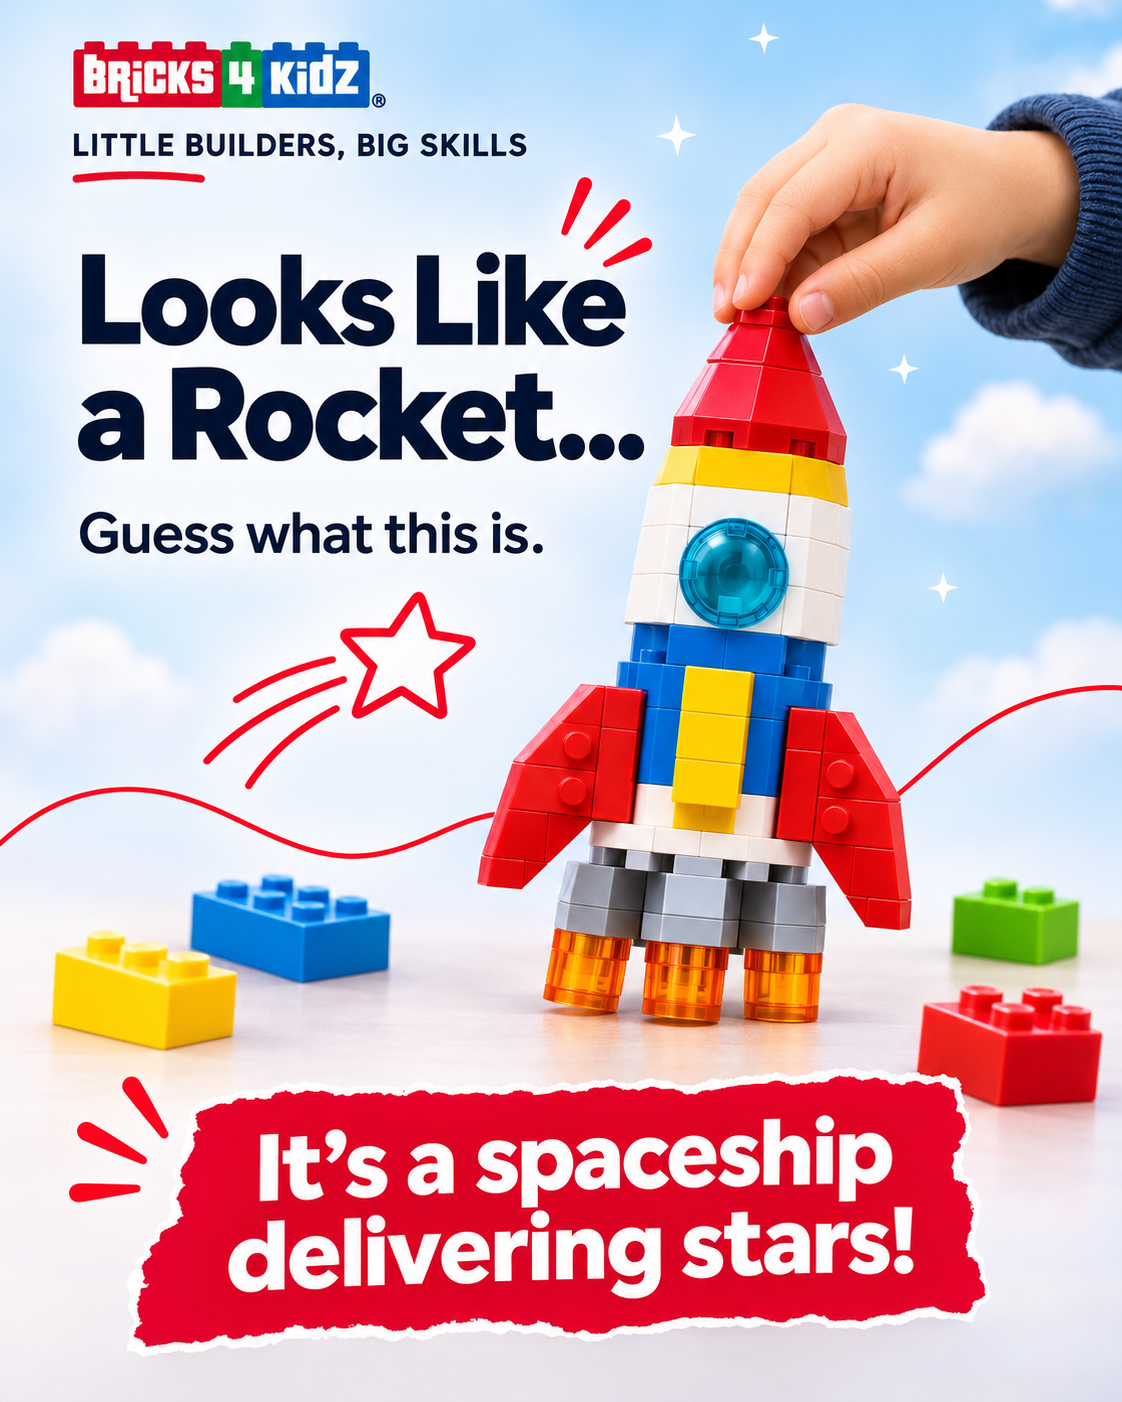 BRiCKS 4 KiDZ ®
LITTLE BUILDERS, BIG SKILLS
Looks Like
a Rocket...
Guess what this is.
It's a spaceship
delivering stars!